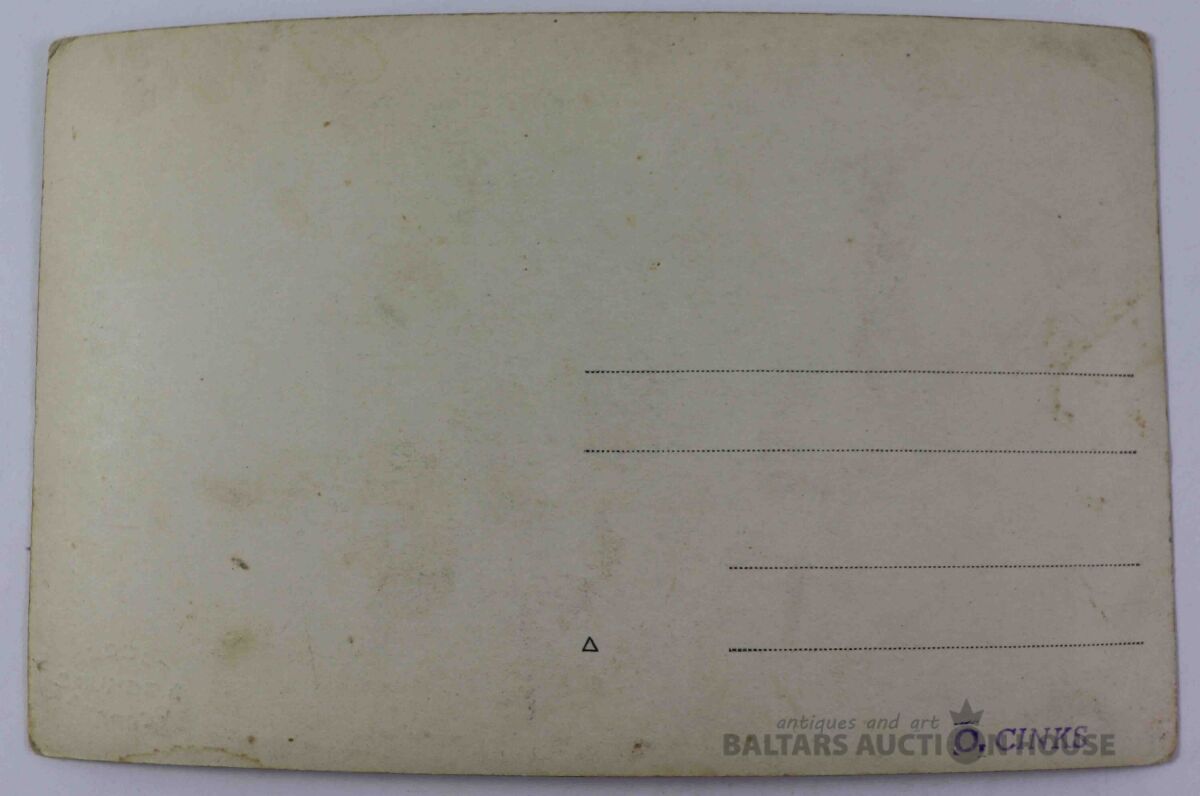 antiques and art
BALTARS AUCTION HOUSE
O. CINKS